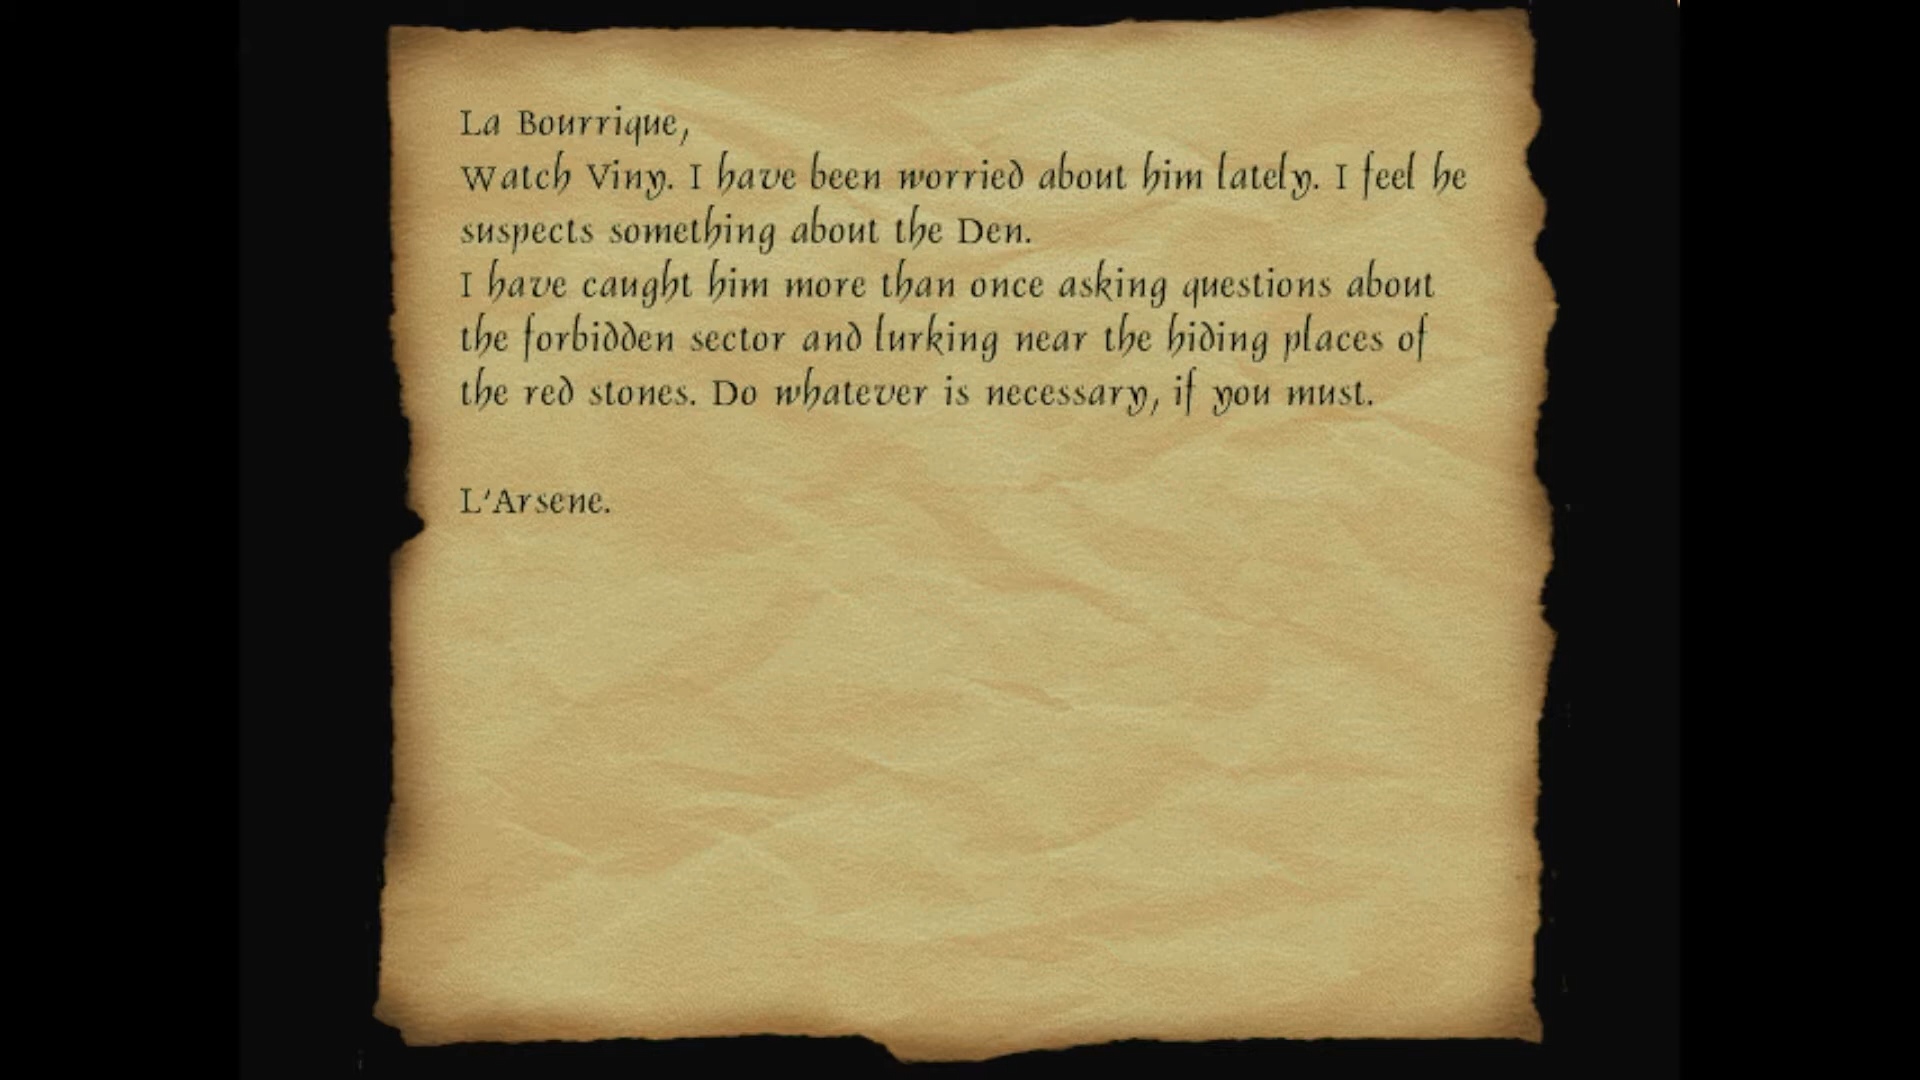 La Bourrique,
Watch Viny. I have been worried about him lately. I feel he
suspects something about the Den.
I have caught him more than once asking questions about
the forbidden sector and lurking near the hiding places of
the red stones. Do whatever is necessary, if you must.
L'Arsene.